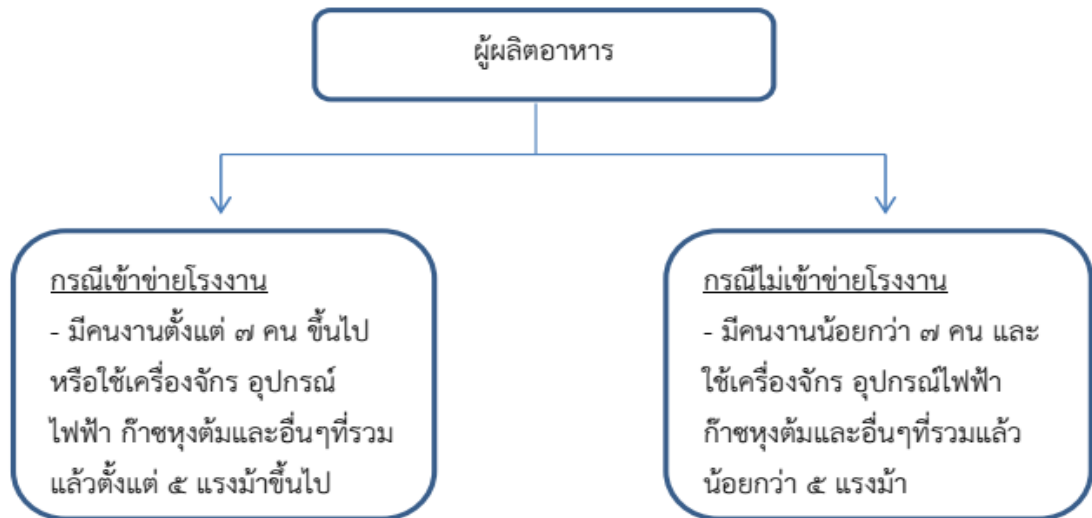 ผู้ผลิตอาหาร
กรณีเข้าข่ายโรงงาน
- มีคนงานตั้งแต่ ๗ คน ขึ้นไป
หรือใช้เครื่องจักร อุปกรณ์
ไฟฟ้า ก๊าซหุงต้มและอื่นๆที่รวม
แล้วตั้งแต่ ๕ แรงม้าขึ้นไป
กรณีไม่เข้าข่ายโรงงาน
- มีคนงานน้อยกว่า ๗ คน และ
ใช้เครื่องจักร อุปกรณ์ไฟฟ้า
ก๊าซหุงต้มและอื่นๆที่รวมแล้ว
น้อยกว่า ๕ แรงม้า